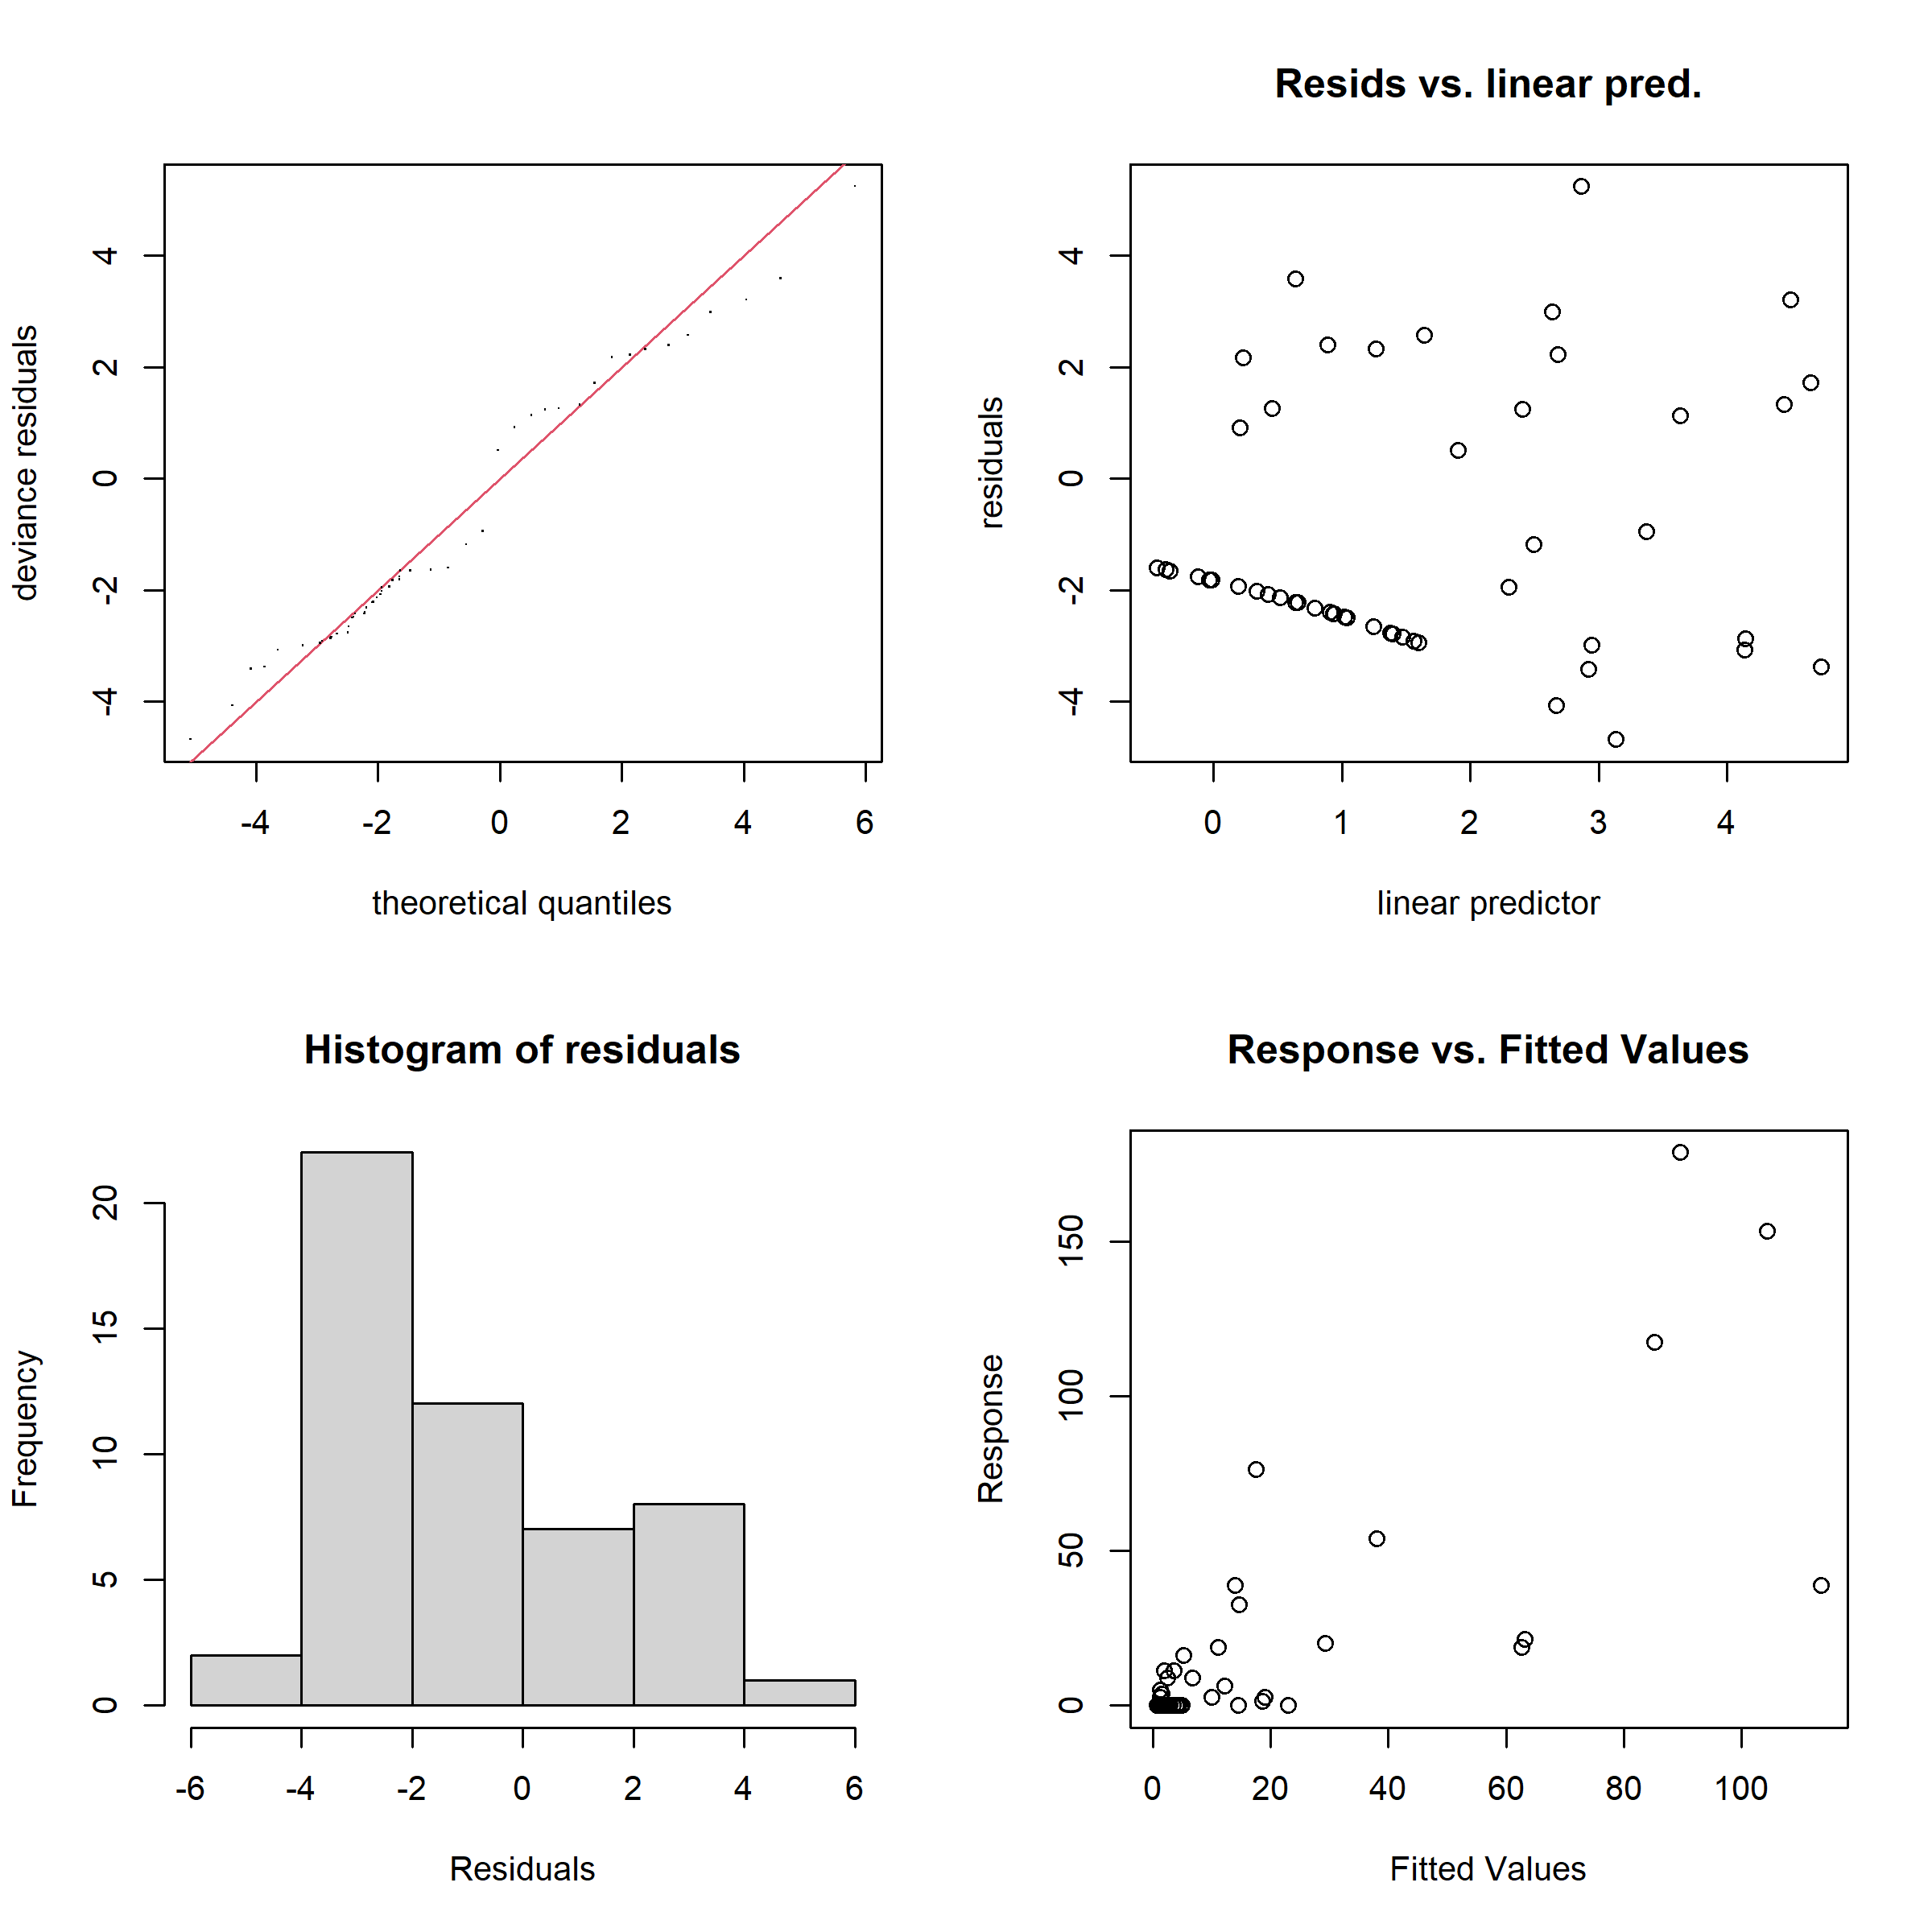 deviance residuals
4
2
0
-2
-4
-4 -2 0 2 4 6
theoretical quantiles
Resids vs. linear pred.
residuals
4
2
0
-2
-4
0 1 2 3 4
linear predictor
Histogram of residuals
Frequency
20
15
10
5
0
-6 -4 -2 0 2 4 6
Residuals
Response vs. Fitted Values
Response
150
100
50
0
0 20 40 60 80 100
Fitted Values